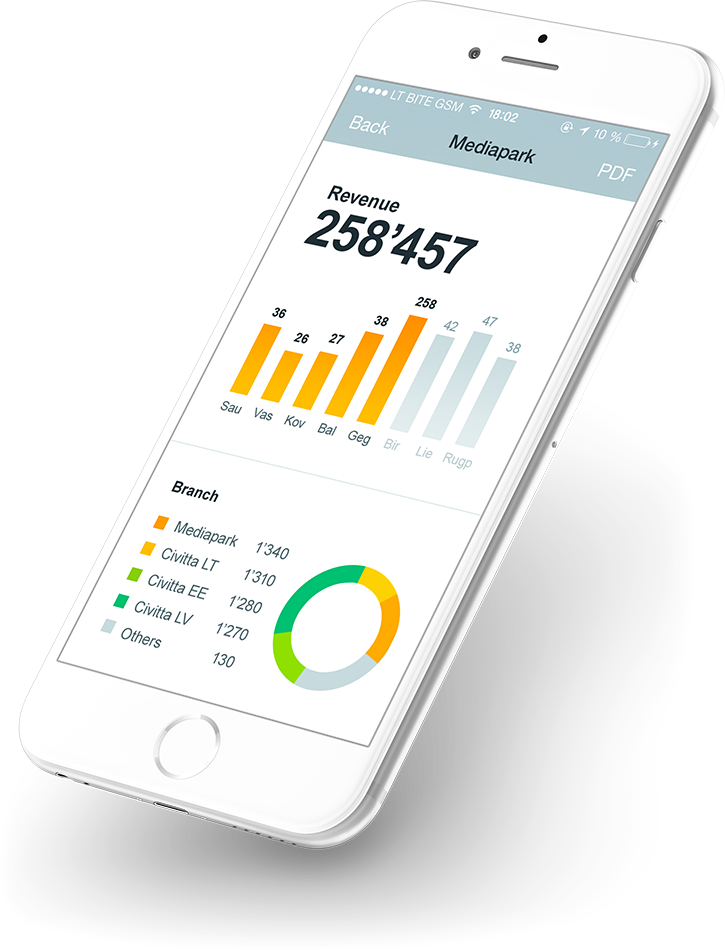 LT BITE GSM 18:02 10 %
Back Mediapark PDF
Revenue
258’457
36 26 27 38 258 42 47 38
Sau Vas Kov Bal Geg Bir Lie Rugp
Branch
Mediapark 1’340
Civitta LT 1’310
Civitta EE 1’280
Civitta LV 1’270
Others 130